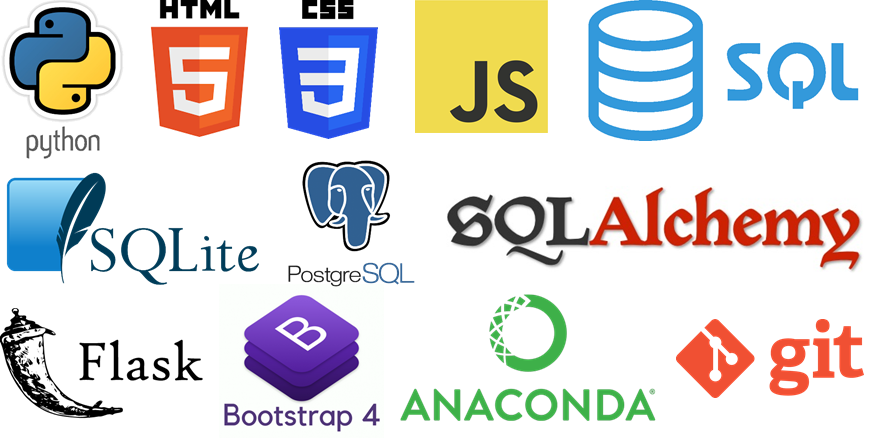 HTML
CSS
5
3
JS
SQL
python
SQLite
PostgreSQL
SQLAlchemy
Flask
B
Bootstrap 4
ANACONDA®
git